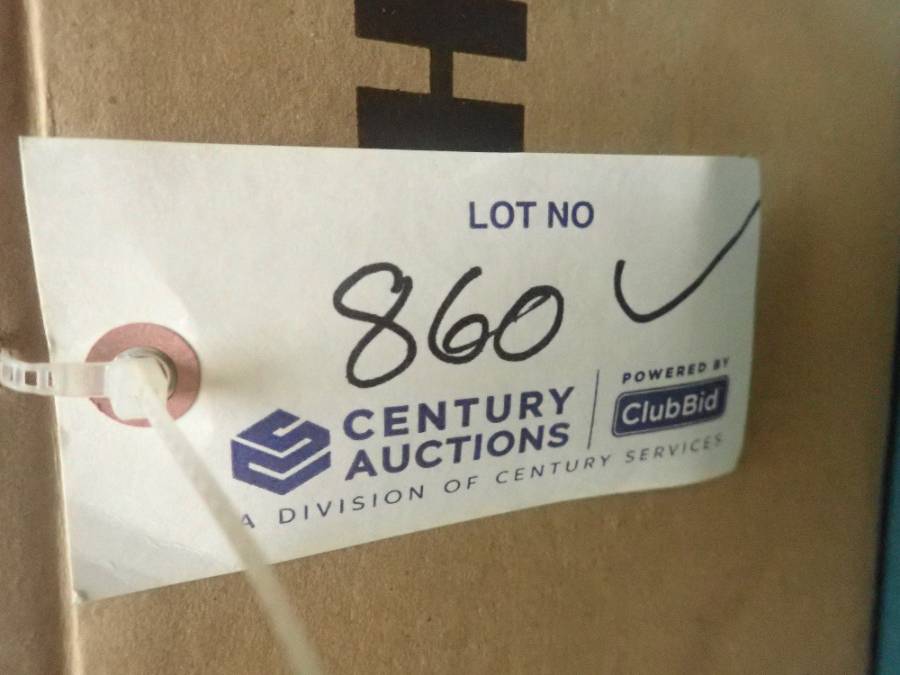 H
LOT NO
860 ✓
CENTURY
AUCTIONS
POWERED BY
ClubBid
A DIVISION OF CENTURY SERVICES